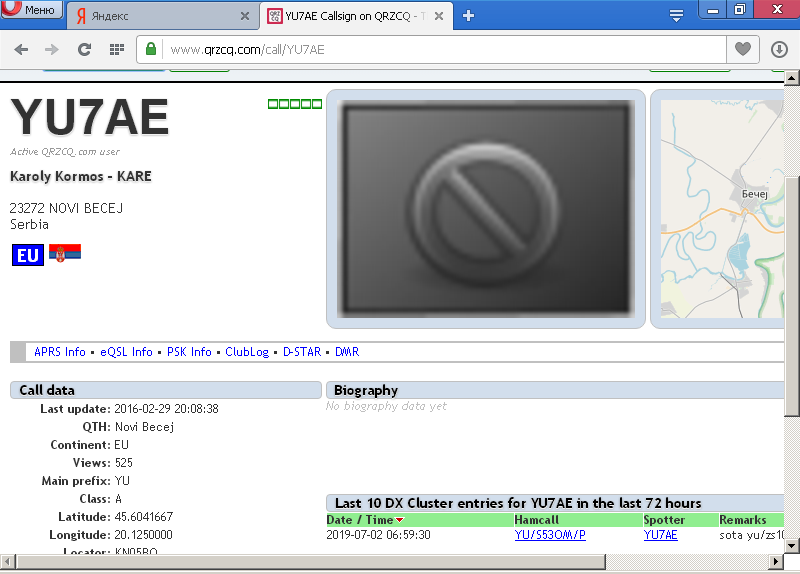 Меню
Яндекс
YU7AE Callsign on QRZCQ - T
www.qrzcq.com/call/YU7AE
YU7AE
Active QRZCQ.com user
Karoly Kormos - KARE
23272 NOVI BECEJ
Serbia
EU
Бечеј
APRS Info • eQSL Info • PSK Info • ClubLog • D-STAR • DMR
Call data
Last update: 2016-02-29 20:08:38
QTH: Novi Becej
Continent: EU
Views: 525
Main prefix: YU
Class: A
Latitude: 45.6041667
Longitude: 20.1250000
Locator: KN05BO
Biography
No biography data yet
Last 10 DX Cluster entries for YU7AE in the last 72 hours
Date / Time Hamcall Spotter Remarks
2019-07-02 06:59:30 YU/S53OM/P YU7AE sota yu/zs10